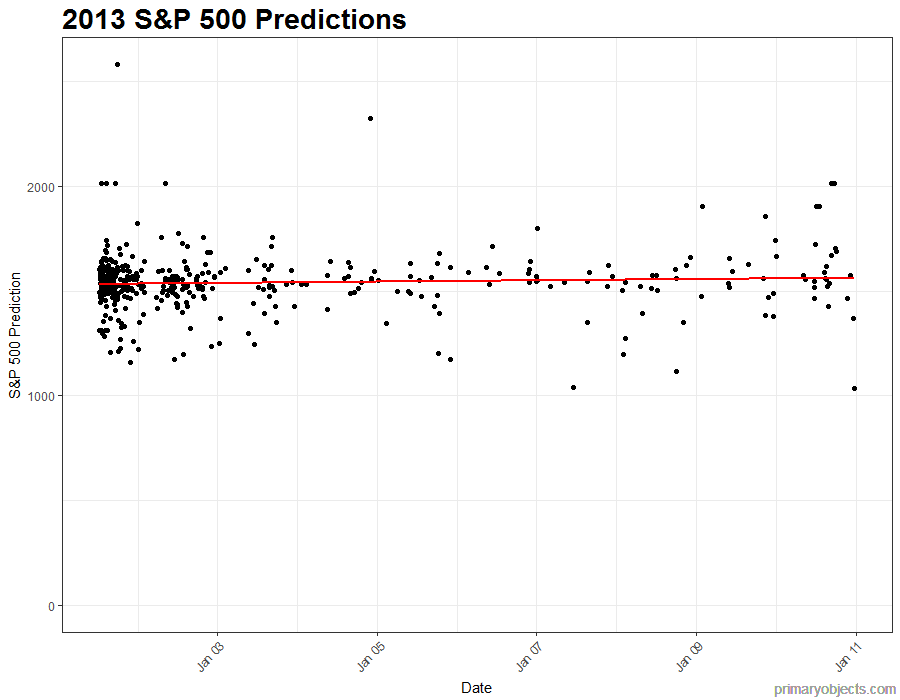 2013 S&P 500 Predictions
S&P 500 Prediction
2000
1000
0
Jan 03
Jan 05
Jan 07
Jan 09
Jan 11
Date
primaryobjects.com